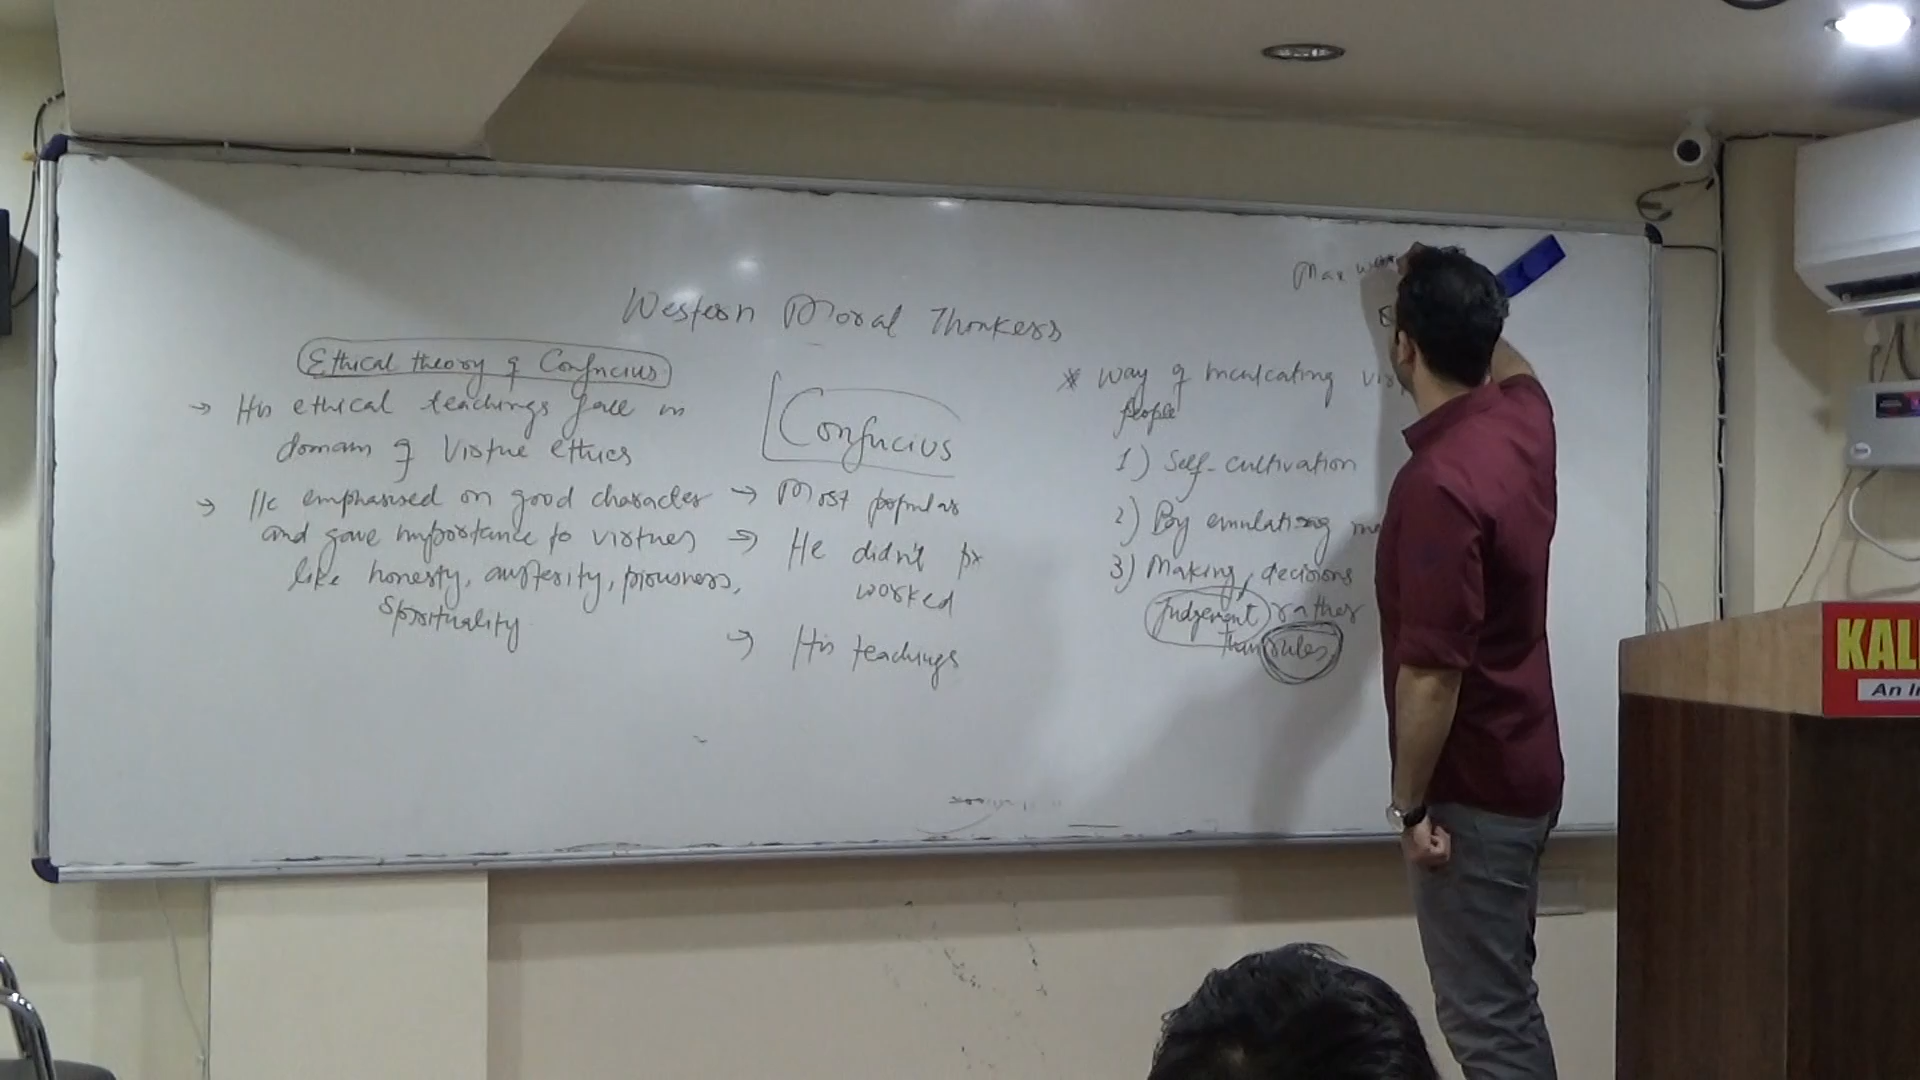 Western Moral Thinkers
Ethical theory of Confucius
→ His ethical teachings fall in
domain of Virtue ethics
→ He emphasised on good character
and gave importance to virtues
like honesty, austerity, piousness,
spirituality.
Confucius
→ Most popular
→ He didn't
worked
→ His teachings
Max
* Way of inculcating
people
1) Self-cultivation
2) By emulating
3) Making decisions
Judgement rather
than rules.
KAL
An I